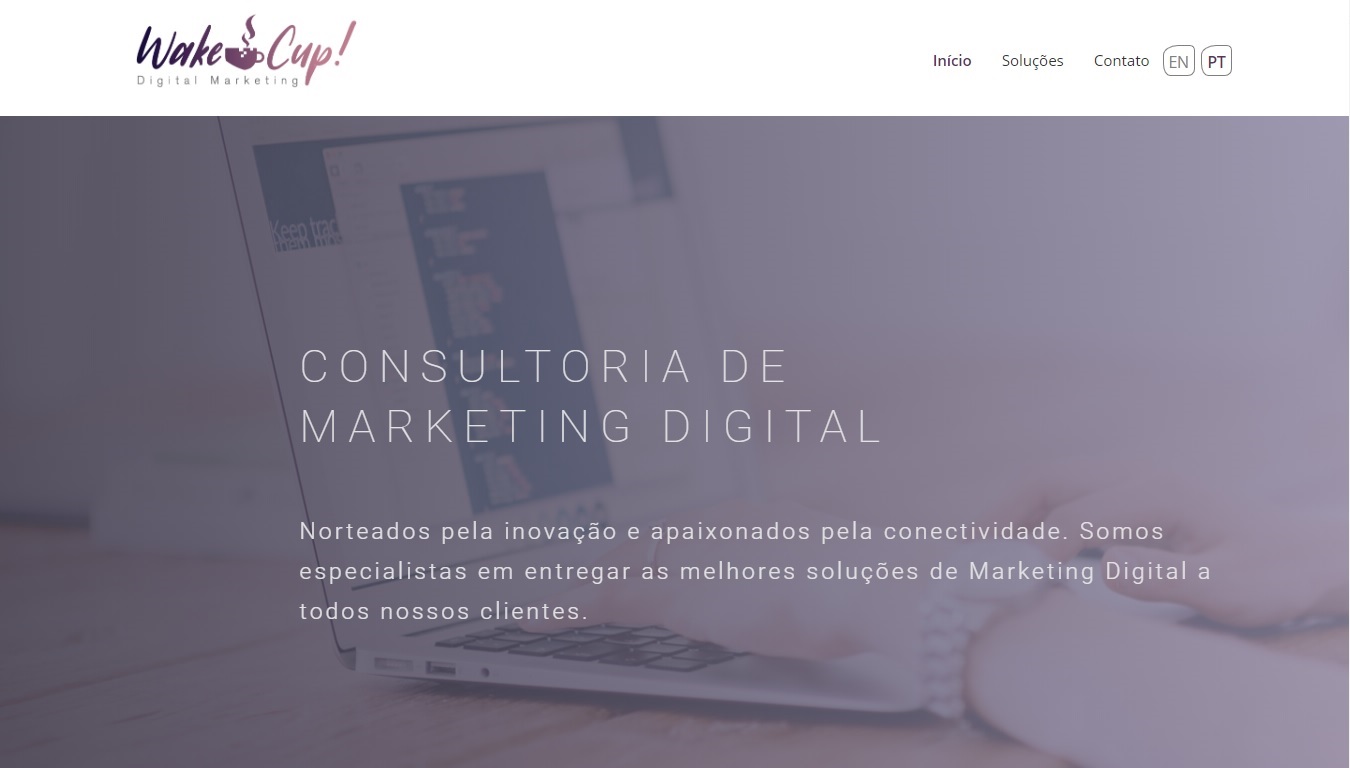 Wake Cup!
Digital Marketing
Início
Soluções
Contato
EN
PT
Keep trac
CONSULTORIA DE
MARKETING DIGITAL
Norteados pela inovação e apaixonados pela conectividade. Somos
especialistas em entregar as melhores soluções de Marketing Digital a
todos nossos clientes.